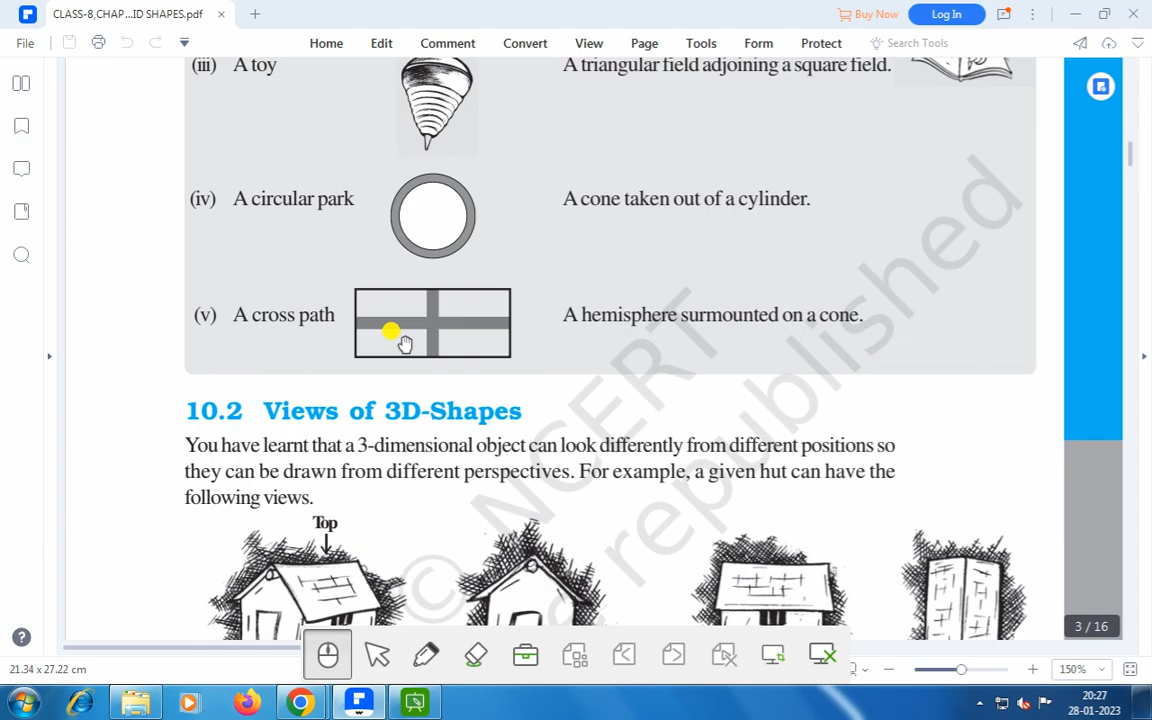 CLASS-8,CHAP ...ID SHAPES.pdf
Buy Now
Log In
File
Home
Edit
Comment
Convert
View
Page
Tools
Form
Protect
Search Tools
(iii) A toy
A triangular field adjoining a square field.
(iv) A circular park
A cone taken out of a cylinder.
(v) A cross path
A hemisphere surmounted on a cone.
10.2 Views of 3D-Shapes
You have learnt that a 3-dimensional object can look differently from different positions so
they can be drawn from different perspectives. For example, a given hut can have the
following views.
Top
© NCERT
republished
3 / 16
21.34 x 27.22 cm
150%
20:27
28-01-2023